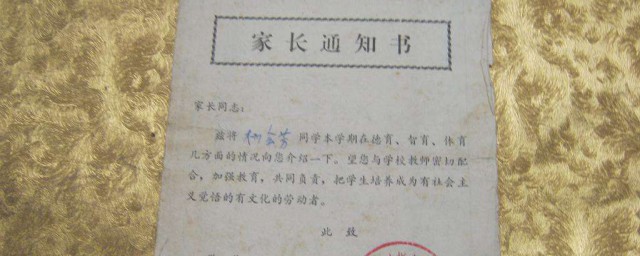 家长通知书
家长同志：
兹将 柳会芳 同学本学期在德育、智育、体育
几方面的情况向您介绍一下。望您与学校教师密切配
合，加强教育，共同负责，把学生培养成为有社会主
义觉悟的有文化的劳动者。
此致